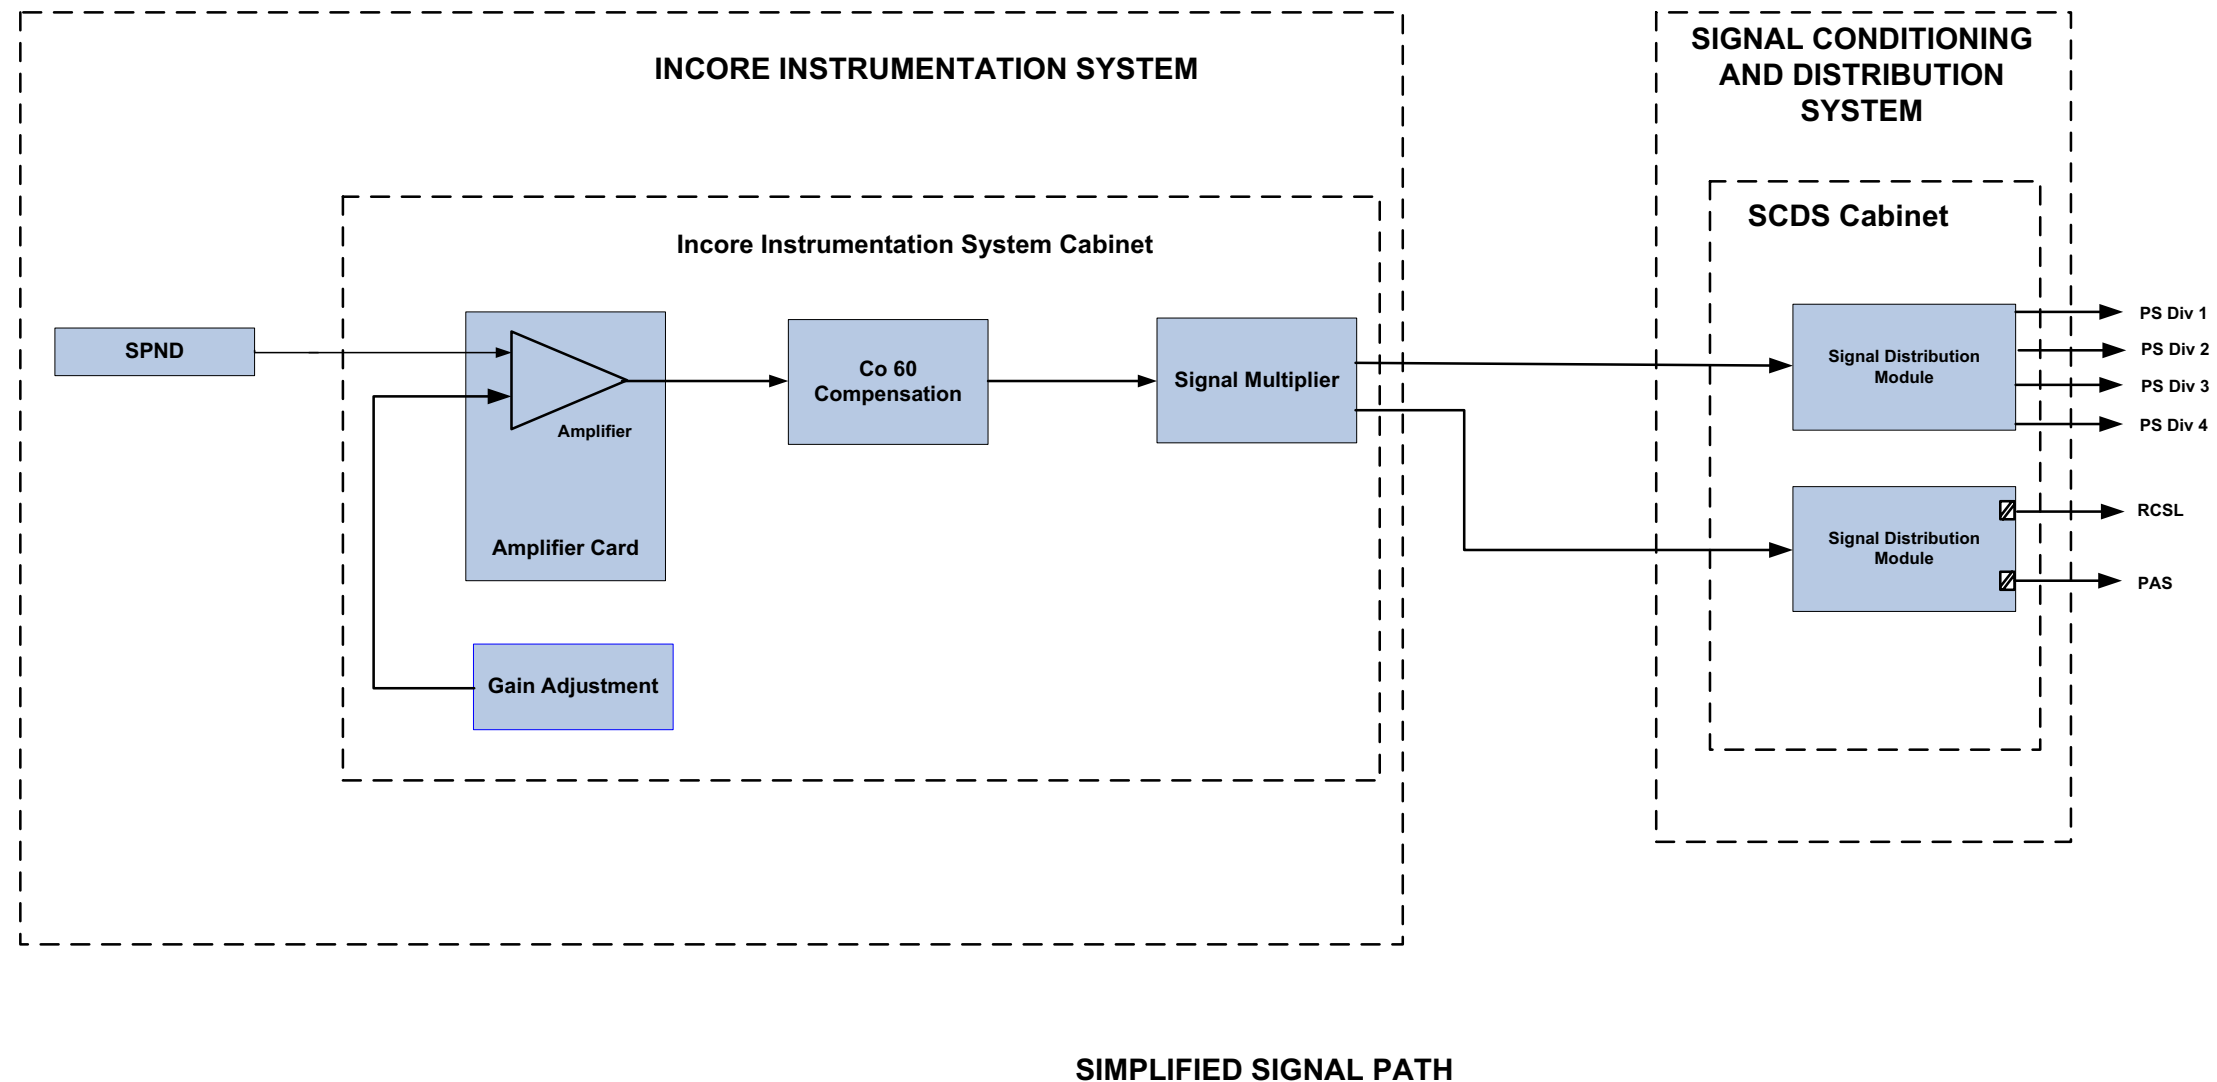 INCORE INSTRUMENTATION SYSTEM
SIGNAL CONDITIONING
AND DISTRIBUTION
SYSTEM
Incore Instrumentation System Cabinet
SCDS Cabinet
SPND
Amplifier
Amplifier Card
Co 60
Compensation
Signal Multiplier
Gain Adjustment
Signal Distribution
Module
PS Div 1
PS Div 2
PS Div 3
PS Div 4
Signal Distribution
Module
RCSL
PAS
SIMPLIFIED SIGNAL PATH